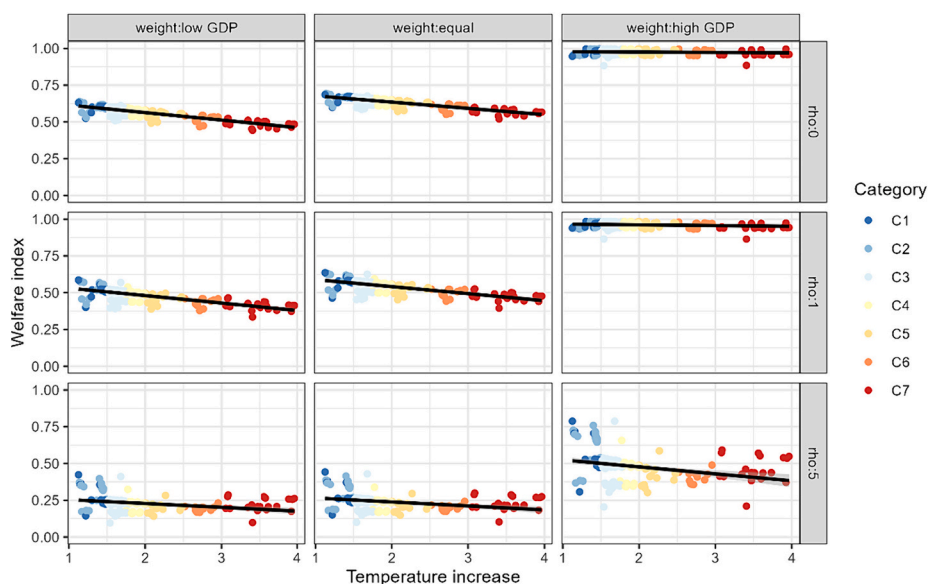 weight:low GDP
weight:equal
weight:high GDP
1.00
0.75
0.50
0.25
0.00
rho:0
1.00
0.75
0.50
0.25
0.00
rho:1
1.00
0.75
0.50
0.25
0.00
rho:5
Welfare index
1 2 3 4
1 2 3 4
1 2 3 4
Temperature increase
Category
C1
C2
C3
C4
C5
C6
C7